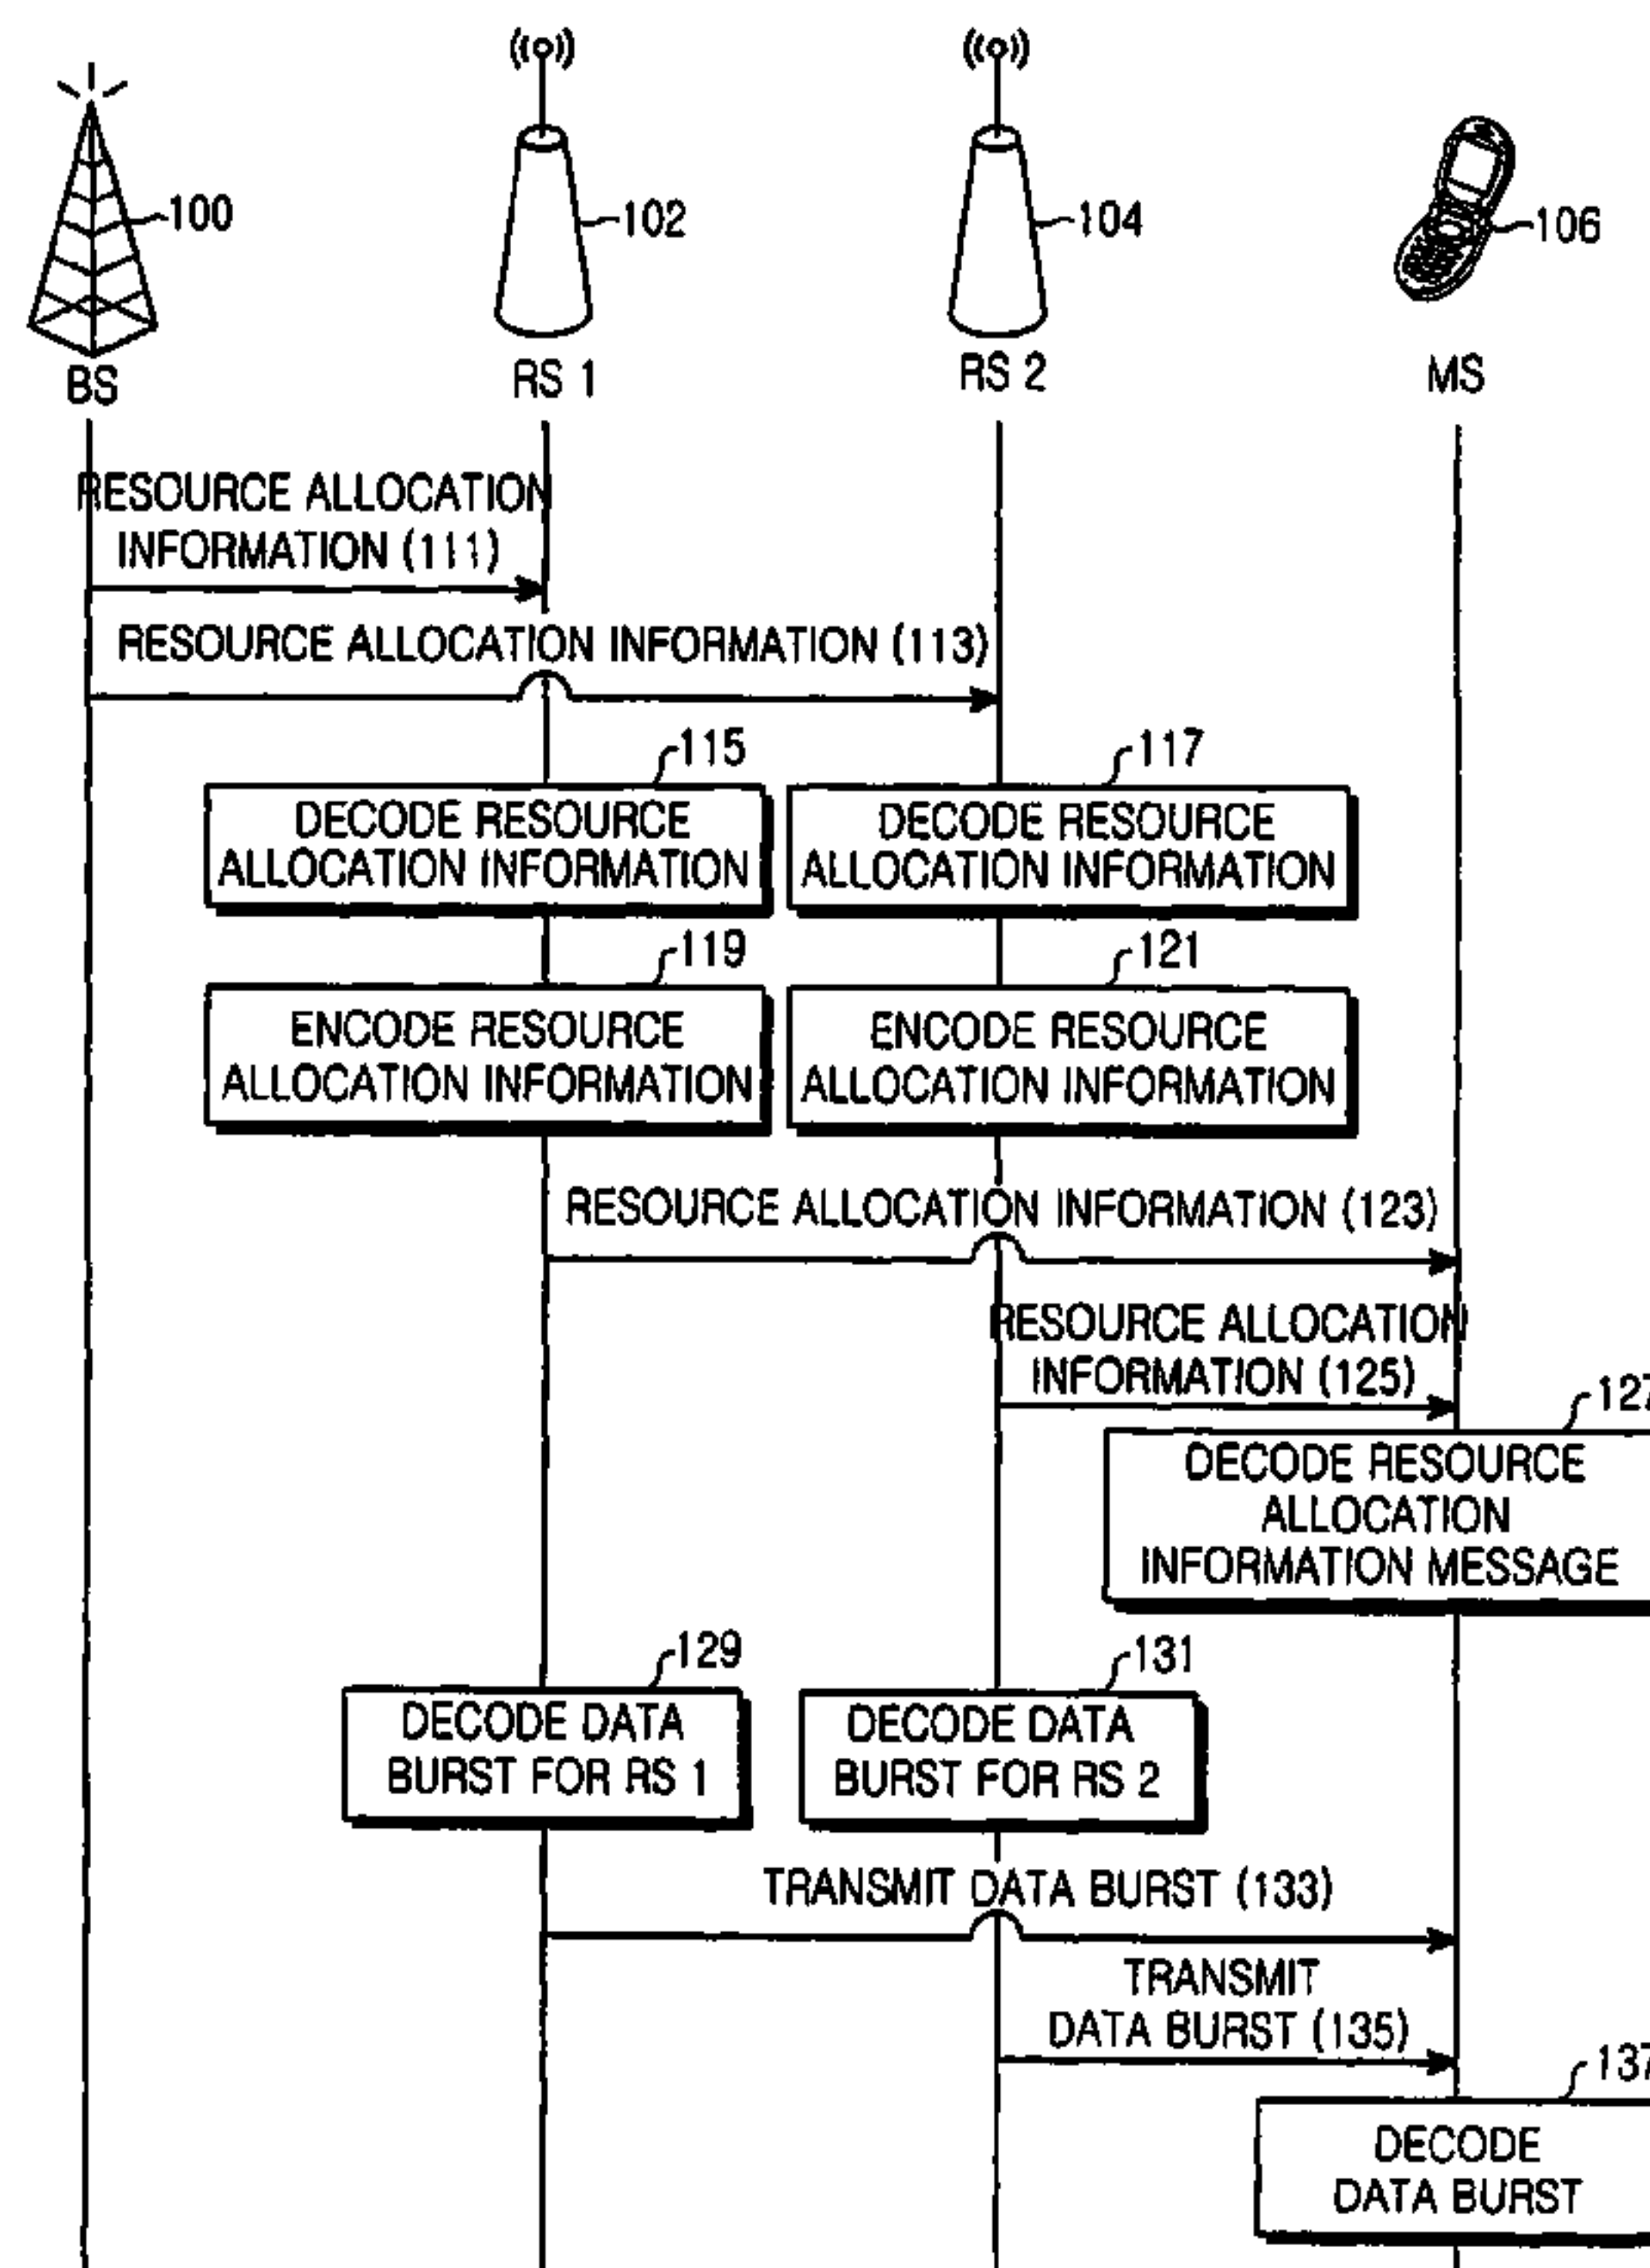 100
102
104
106
BS
RS 1
RS 2
MS
RESOURCE ALLOCATION
INFORMATION (111)
RESOURCE ALLOCATION INFORMATION (113)
115
117
DECODE RESOURCE
ALLOCATION INFORMATION
DECODE RESOURCE
ALLOCATION INFORMATION
119
121
ENCODE RESOURCE
ALLOCATION INFORMATION
ENCODE RESOURCE
ALLOCATION INFORMATION
RESOURCE ALLOCATION INFORMATION (123)
RESOURCE ALLOCATION
INFORMATION (125)
127
DECODE RESOURCE
ALLOCATION
INFORMATION MESSAGE
129
131
DECODE DATA
BURST FOR RS 1
DECODE DATA
BURST FOR RS 2
TRANSMIT DATA BURST (133)
TRANSMIT
DATA BURST (135)
137
DECODE
DATA BURST